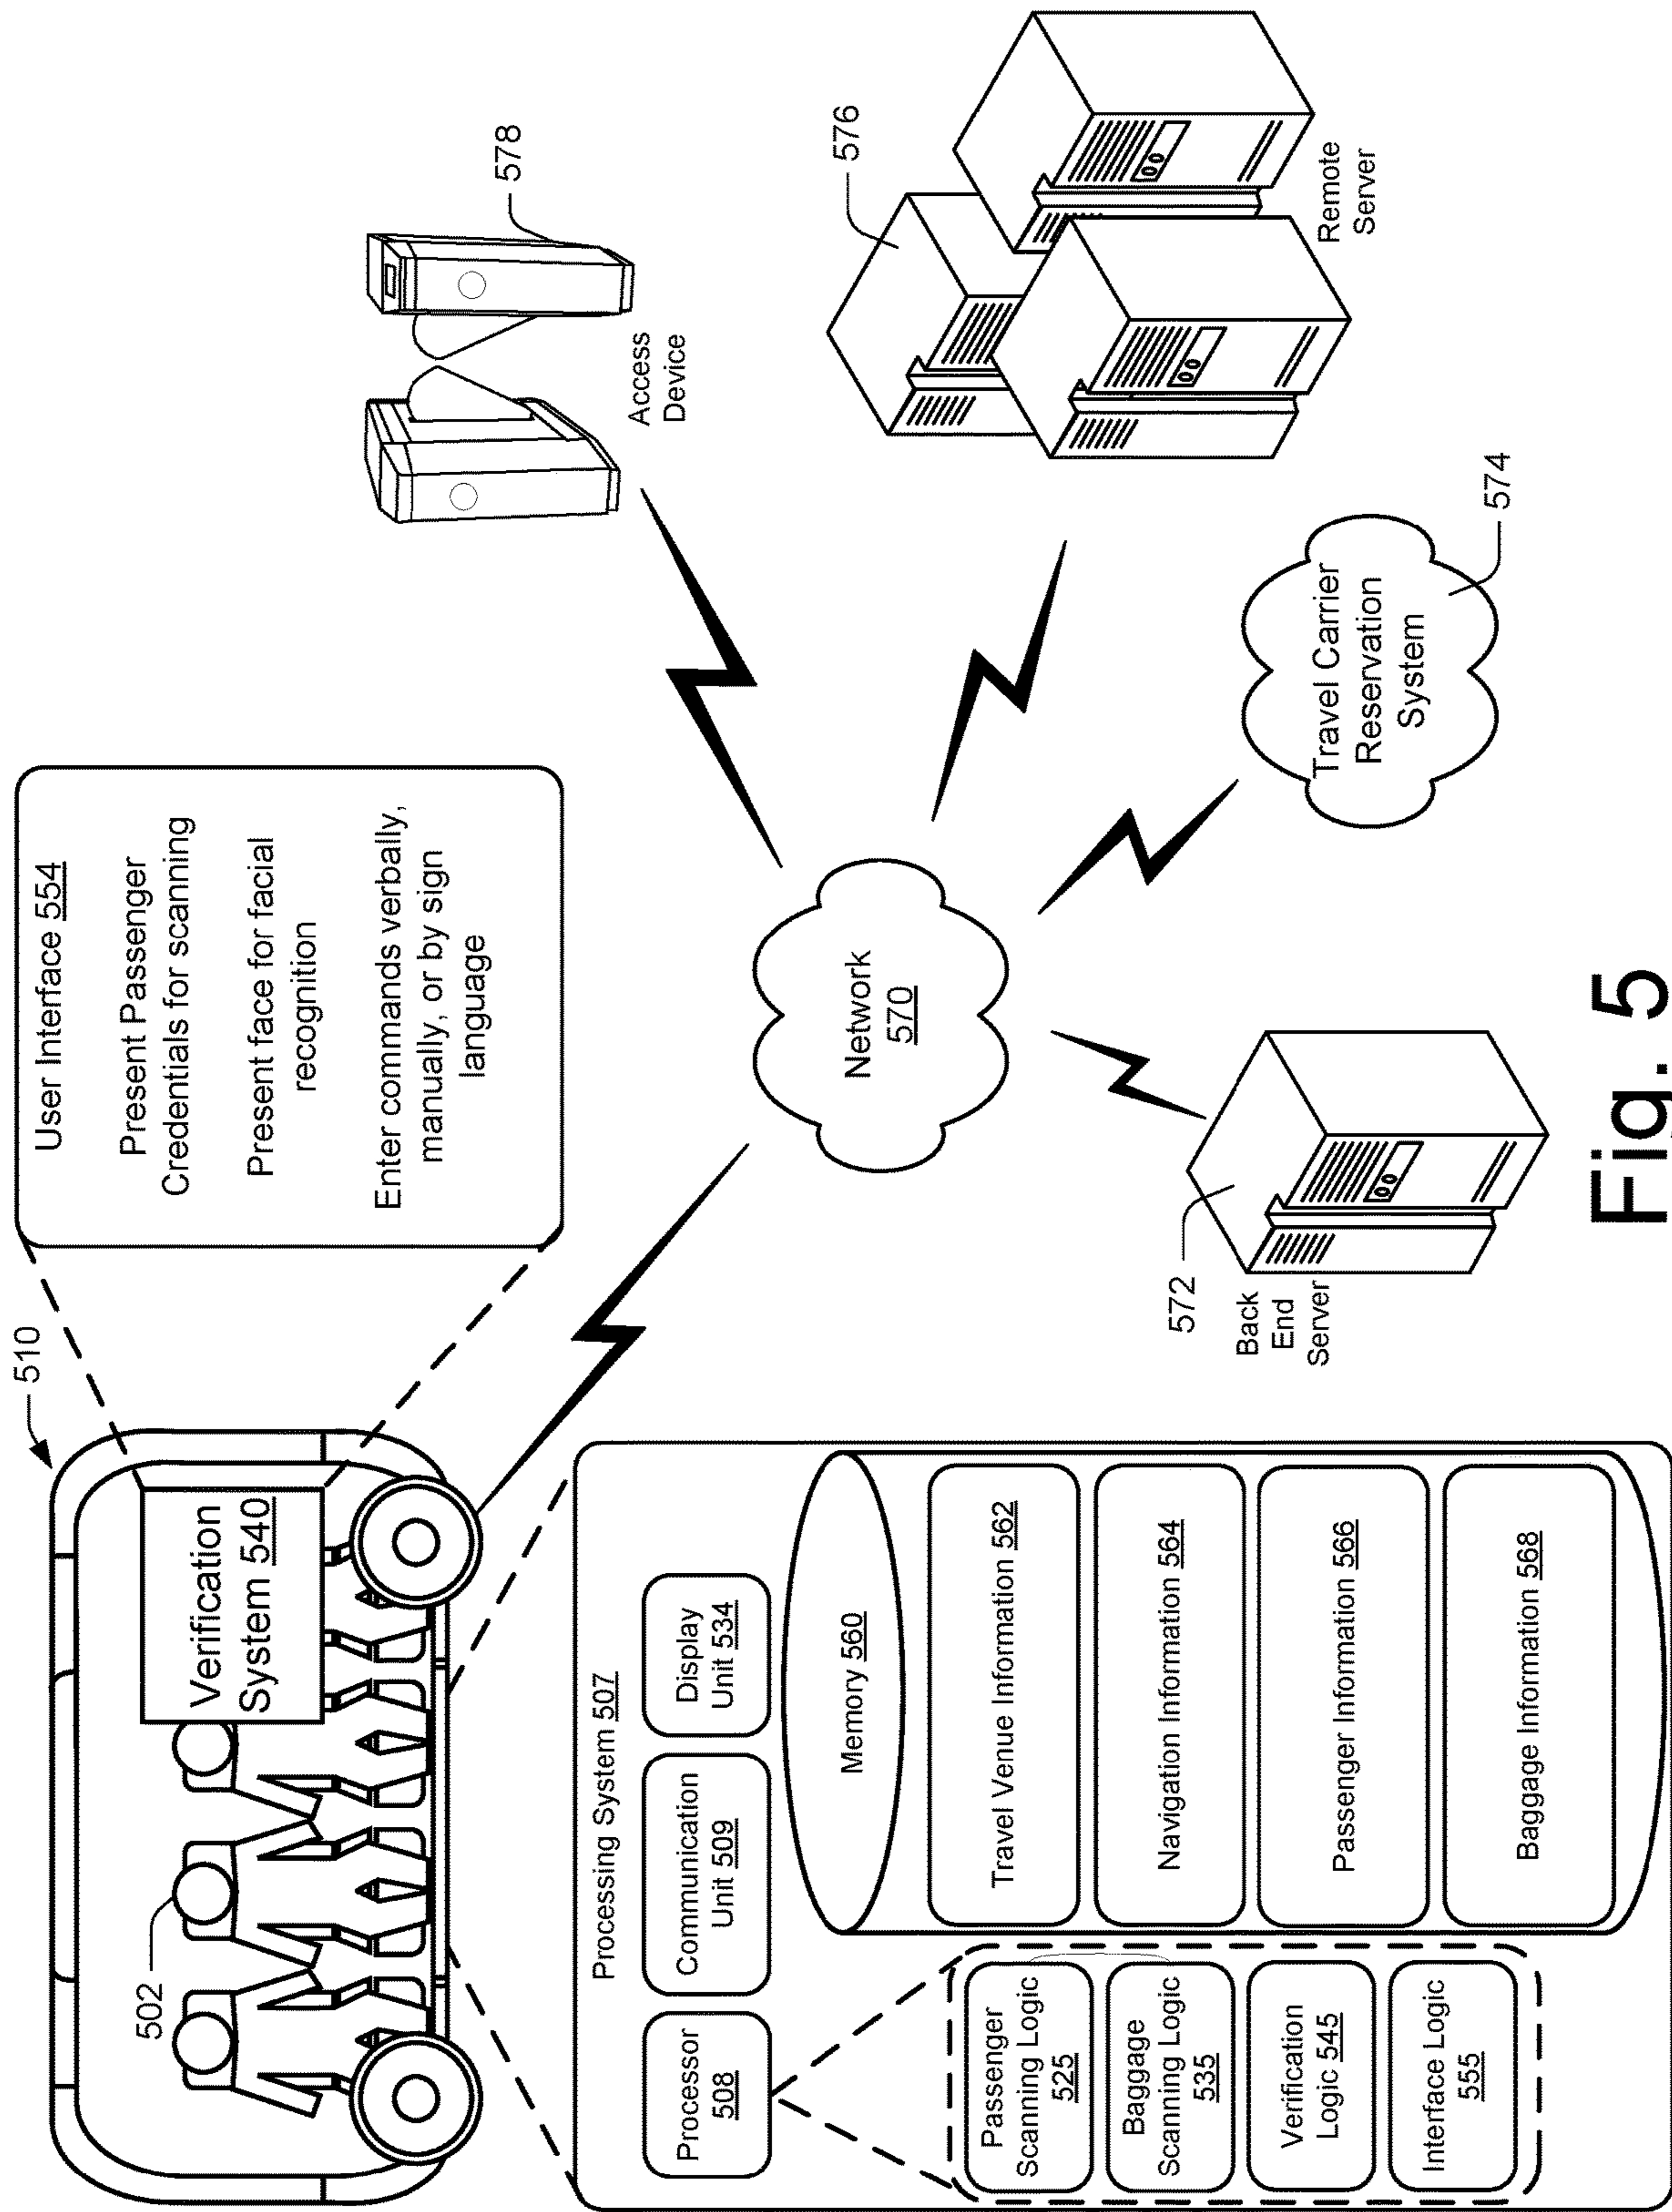 510
502
Verification
System 540
User Interface 554
Present Passenger
Credentials for scanning
Present face for facial
recognition
Enter commands verbally,
manually, or by sign
language
Processing System 507
Processor
508
Communication
Unit 509
Display
Unit 534
Passenger
Scanning Logic
525
Baggage
Scanning Logic
535
Verification
Logic 545
Interface Logic
555
Memory 560
Travel Venue Information 562
Navigation Information 564
Passenger Information 566
Baggage Information 568
Network
570
578
Access
Device
576
Remote
Server
Travel Carrier
Reservation
System
574
572
Back
End
Server
Fig. 5